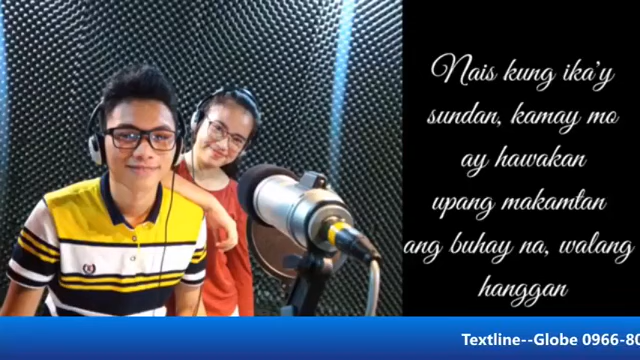 Nais kung ika'y
sundan, kamay mo
ay hawakan
upang makamtan
ang buhay na, walang
hanggan
Textline--Globe 0966-80